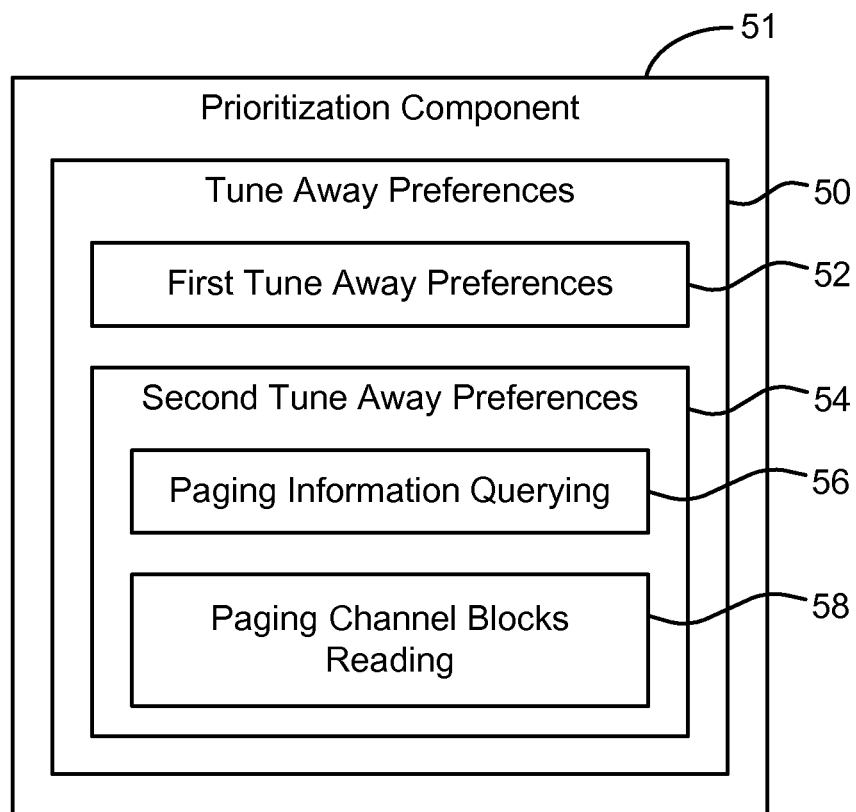 51
Prioritization Component
Tune Away Preferences
50
First Tune Away Preferences
52
Second Tune Away Preferences
54
Paging Information Querying
56
Paging Channel Blocks
Reading
58